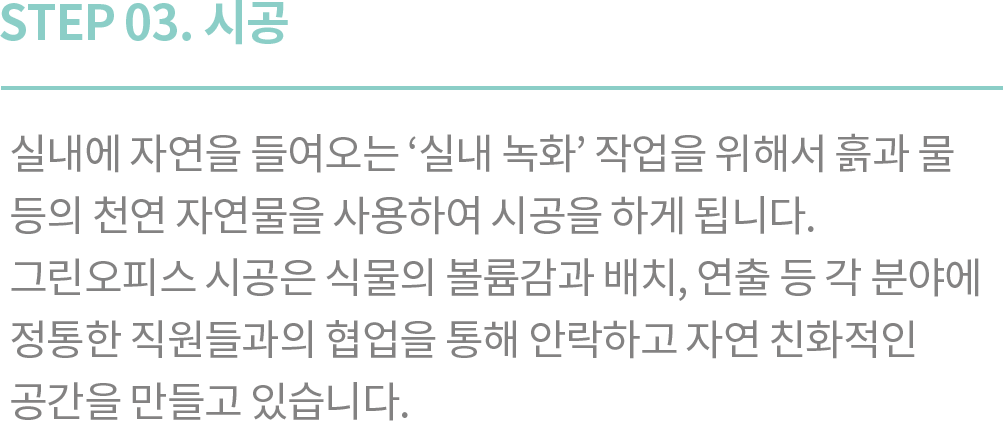 STEP 03. 시공
실내에 자연을 들여오는 ‘실내 녹화’ 작업을 위해서 흙과 물
등의 천연 자연물을 사용하여 시공을 하게 됩니다.
그린오피스 시공은 식물의 볼륨감과 배치, 연출 등 각 분야에
정통한 직원들과의 협업을 통해 안락하고 자연 친화적인
공간을 만들고 있습니다.